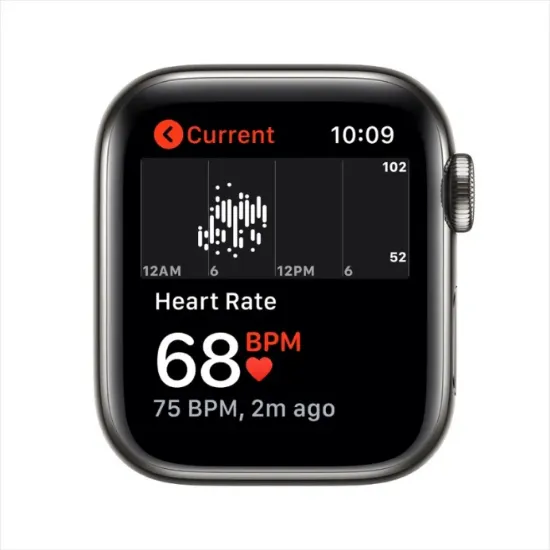 Current 10:09
102
52
12AM 6 12PM 6
Heart Rate
68 BPM
75 BPM, 2m ago